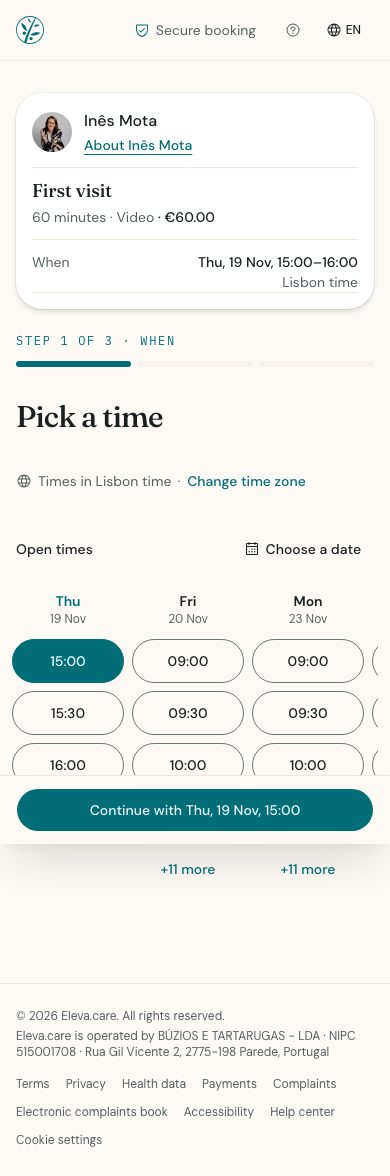 Secure booking
EN
Inês Mota
About Inês Mota
First visit
60 minutes · Video · €60.00
When
Thu, 19 Nov, 15:00–16:00
Lisbon time
STEP 1 OF 3 · WHEN
Pick a time
Times in Lisbon time · Change time zone
Open times
Choose a date
Thu
Fri
Mon
19 Nov
20 Nov
23 Nov
15:00
09:00
09:00
15:30
09:30
09:30
16:00
10:00
10:00
Continue with Thu, 19 Nov, 15:00
+11 more
+11 more
© 2026 Eleva.care. All rights reserved.
Eleva.care is operated by BÚZIOS E TARTARUGAS – LDA · NIPC
515001708 · Rua Gil Vicente 2, 2775-198 Parede, Portugal
Terms Privacy Health data Payments Complaints
Electronic complaints book Accessibility Help center
Cookie settings